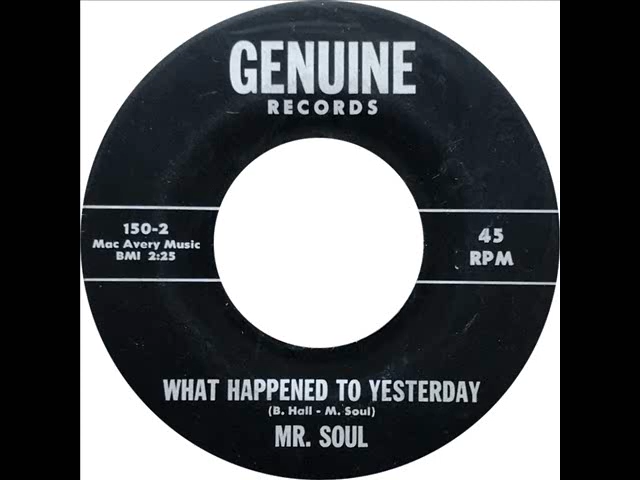 GENUINE
RECORDS
150-2
Mac Avery Music
BMI 2:25
45
RPM
WHAT HAPPENED TO YESTERDAY
(B. Hall - M. Soul)
MR. SOUL